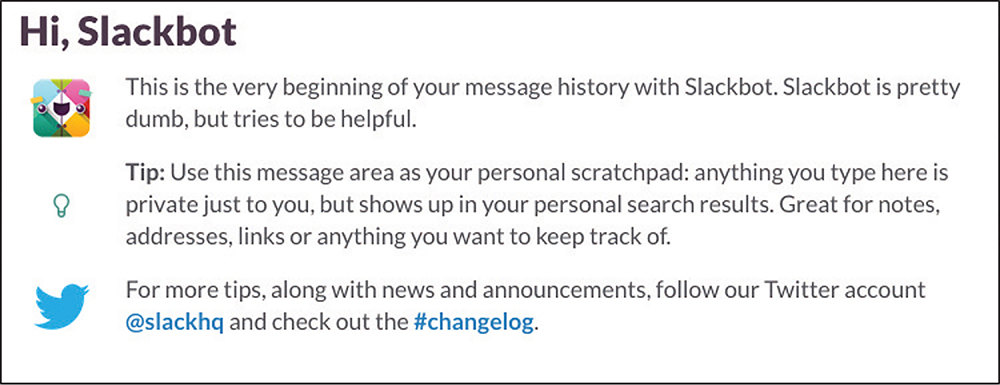 Hi, Slackbot
This is the very beginning of your message history with Slackbot. Slackbot is pretty
dumb, but tries to be helpful.
Tip: Use this message area as your personal scratchpad: anything you type here is
private just to you, but shows up in your personal search results. Great for notes,
addresses, links or anything you want to keep track of.
For more tips, along with news and announcements, follow our Twitter account
@slackhq and check out the #changelog.